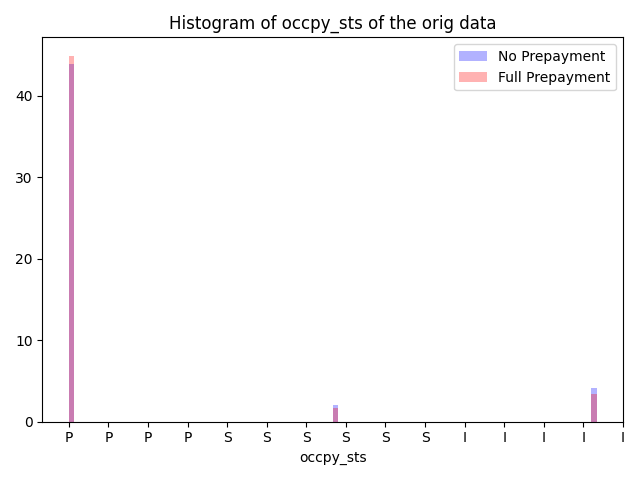 Histogram of occpy_sts of the orig data
No Prepayment
Full Prepayment
40
30
20
10
0
P P P P S S S S S S I I I I I
occpy_sts